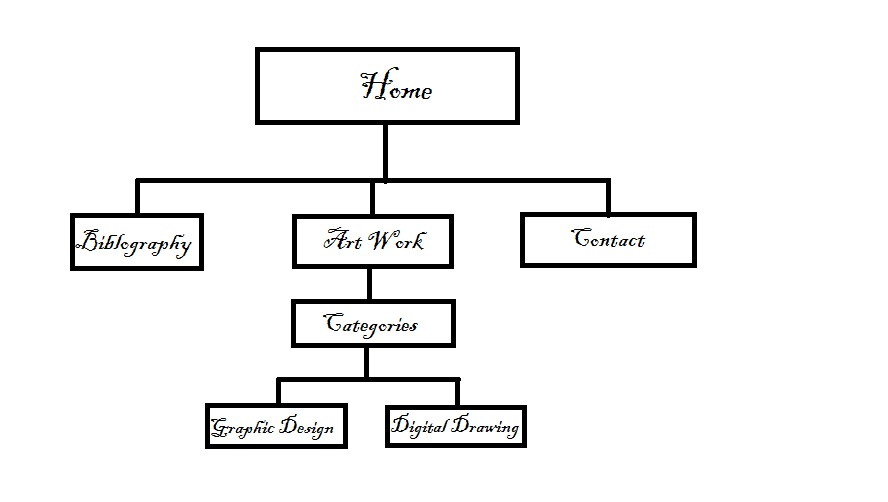 Home
Biblography
Art Work
Contact
Categories
Graphic Design
Digital Drawing